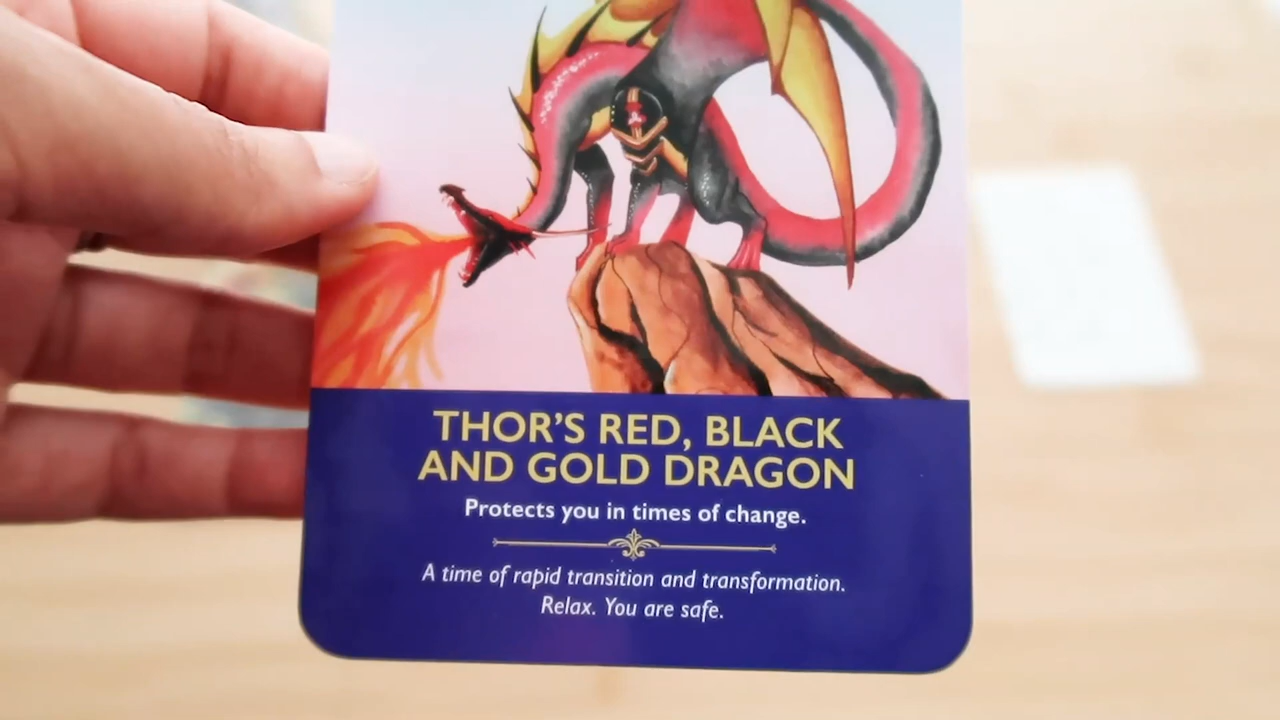 THOR'S RED, BLACK
AND GOLD DRAGON
Protects you in times of change.
A time of rapid transition and transformation.
Relax. You are safe.